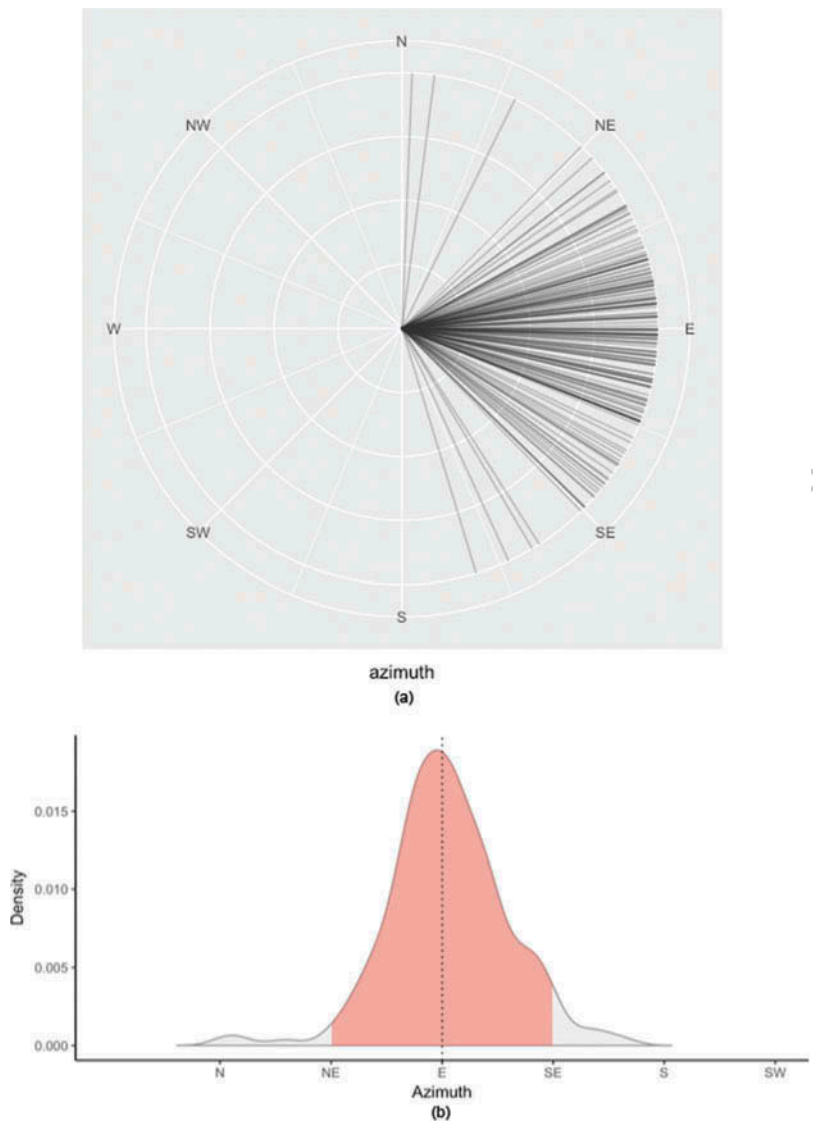 N
NW NE
W E
SW SE
S
azimuth
(a)
0.015
0.010
0.005
0.000
Density
N NE E SE S SW
Azimuth
(b)